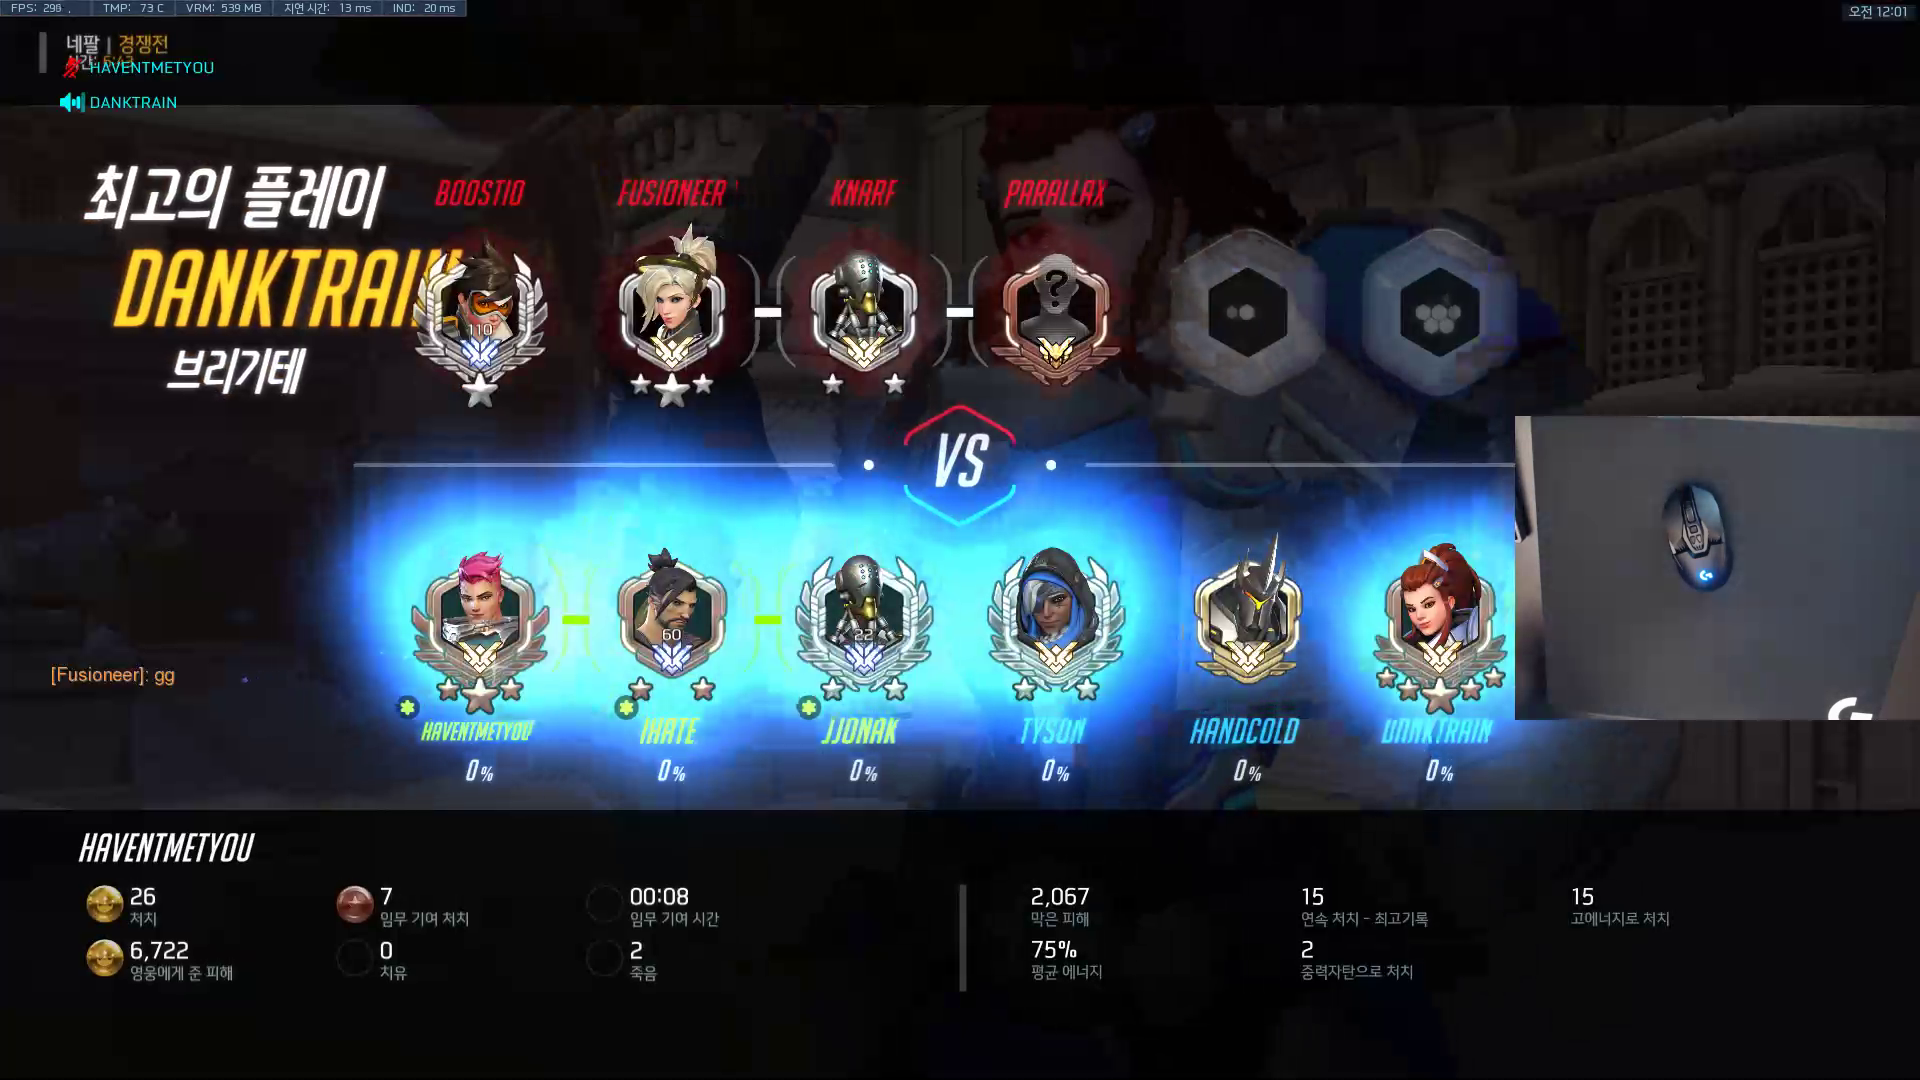 FPS: 296 , TMP: 73 C VRM: 539 MB 지연 시간: 13 ms IND: 20 ms
오전 12:01
네팔 | 경쟁전
HAVENTMETYOU
DANKTRAIN
최고의 플레이
DANKTRAIN
브리기테
BOOSTIO FUSIONEER KNARF PARALLAX
110
VS
60 22
[Fusioneer]: gg
HAVENTMETYOU IHATE JJONAK TYSON HANDCOLD DANKTRAIN
0% 0% 0% 0% 0% 0%
HAVENTMETYOU
26 7 00:08 2,067 15 15
처치 임무 기여 처치 임무 기여 시간 막은 피해 연속 처치 - 최고기록 고에너지로 처치
6,722 0 2 75% 2
영웅에게 준 피해 치유 죽음 평균 에너지 중력자탄으로 처치